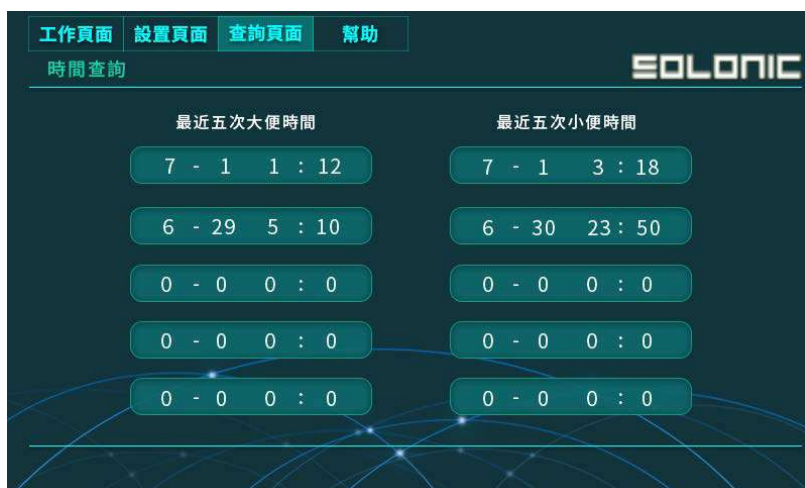 工作頁面 設置頁面 查詢頁面 幫助
時間查詢
SOLONIC
最近五次大便時間 最近五次小便時間
7 - 1 1 : 12 7 - 1 3 : 18
6 - 29 5 : 10 6 - 30 23 : 50
0 - 0 0 : 0 0 - 0 0 : 0
0 - 0 0 : 0 0 - 0 0 : 0
0 - 0 0 : 0 0 - 0 0 : 0